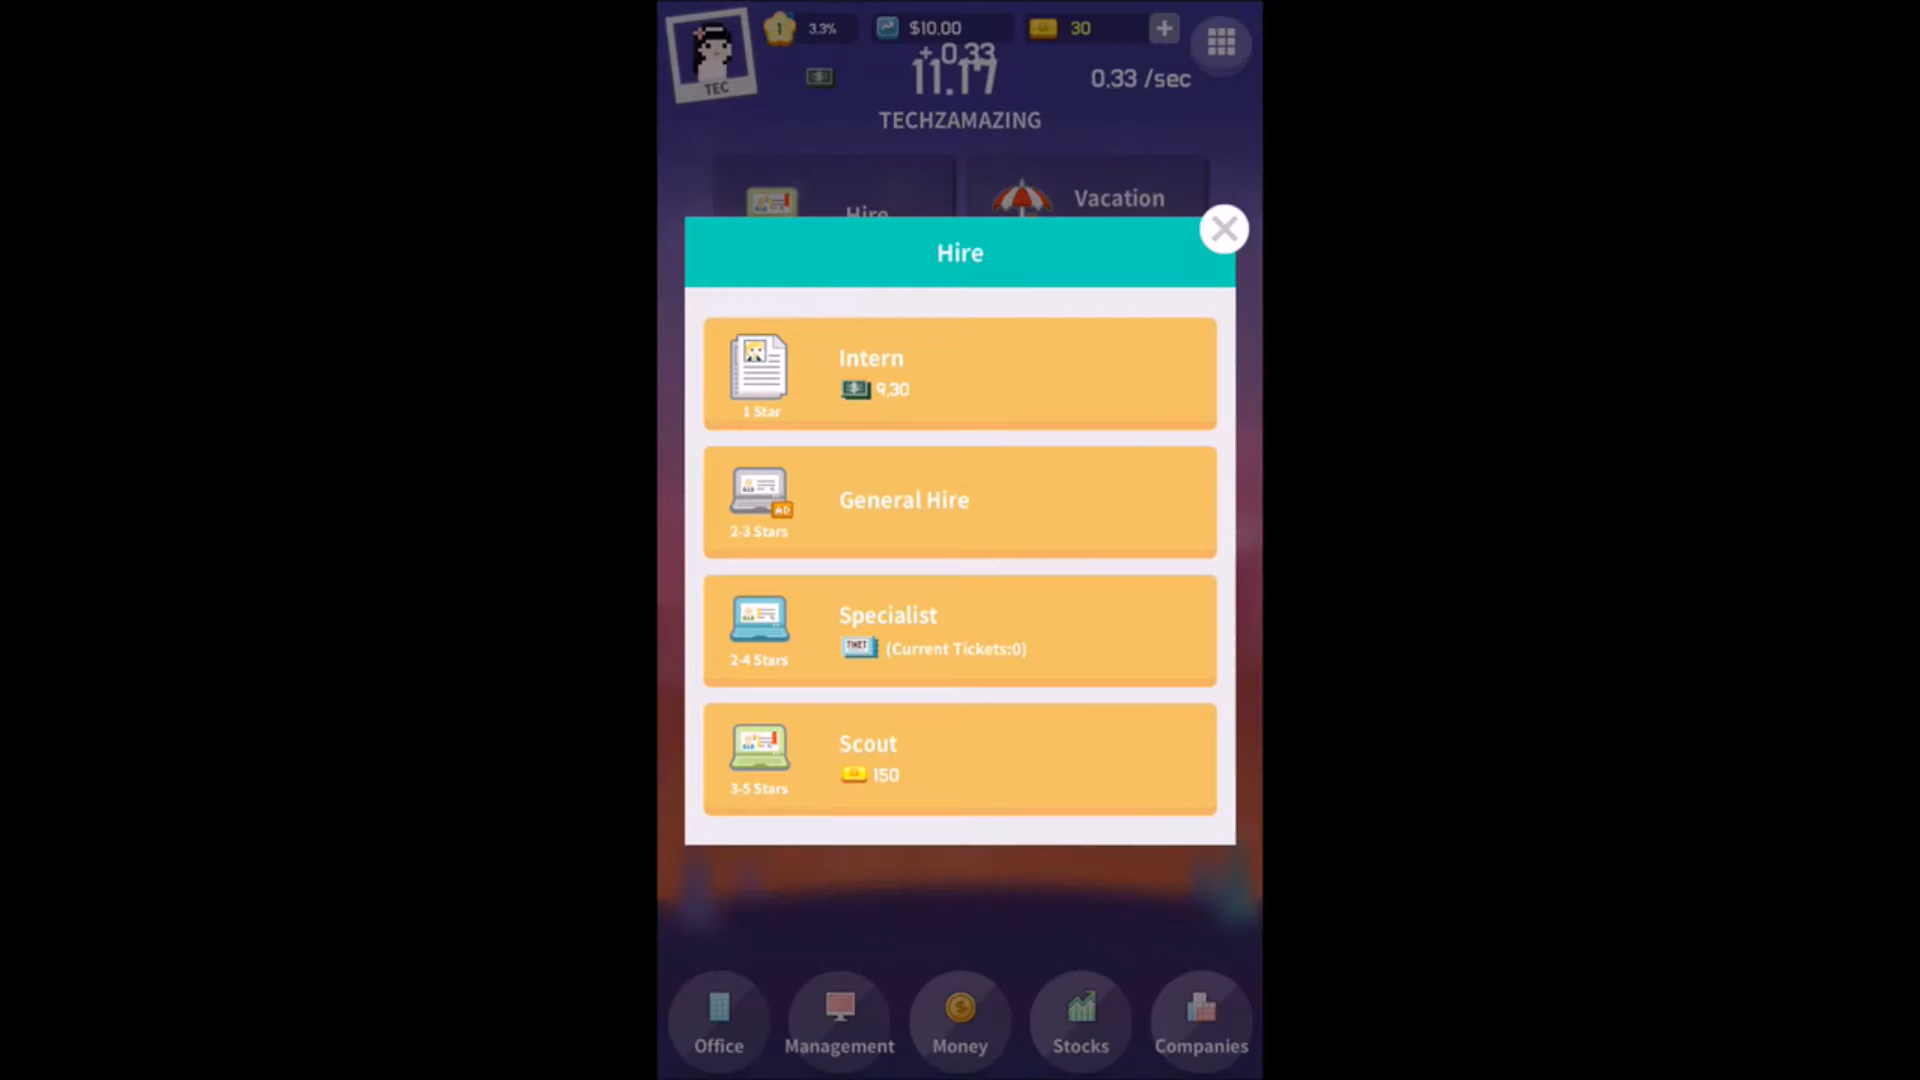 1
3.3%
$10.00
30
+ 0.33
11.17
0.33 /sec
TEC
TECHZAMAZING
Hire
Vacation
Hire
Intern
9.30
1 Star
General Hire
AD
2-3 Stars
Specialist
(Current Tickets:0)
2-4 Stars
Scout
150
3-5 Stars
Office
Management
Money
Stocks
Companies